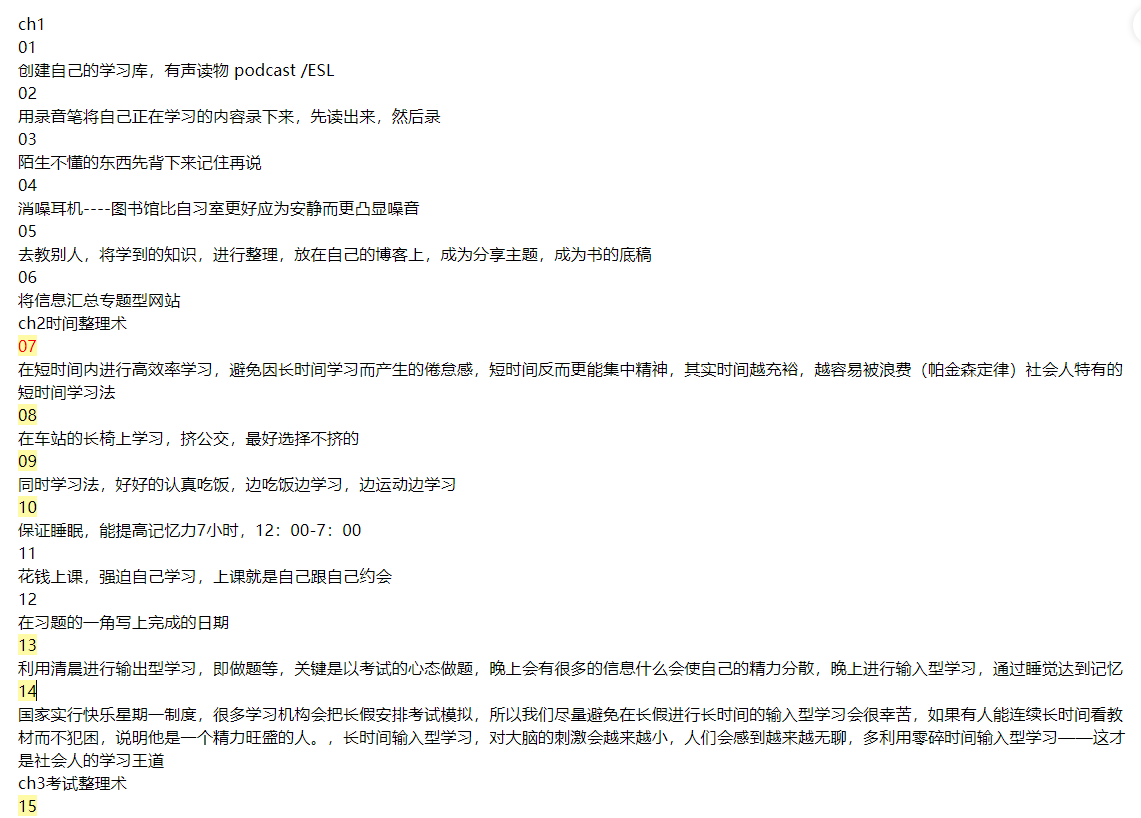 ch1
01
创建自己的学习库，有声读物 podcast /ESL
02
用录音笔将自己正在学习的内容录下来，先读出来，然后录
03
陌生不懂的东西先背下来记住再说
04
消噪耳机----图书馆比自习室更好应为安静而更凸显噪音
05
去教别人，将学到的知识，进行整理，放在自己的博客上，成为分享主题，成为书的底稿
06
将信息汇总专题型网站
ch2时间整理术
07
在短时间内进行高效率学习，避免因长时间学习而产生的倦怠感，短时间反而更能集中精神，其实时间越充裕，越容易被浪费（帕金森定律）社会人特有的
短时间学习法
08
在车站的长椅上学习，挤公交，最好选择不挤的
09
同时学习法，好好的认真吃饭，边吃饭边学习，边运动边学习
10
保证睡眠，能提高记忆力7小时，12：00-7：00
11
花钱上课，强迫自己学习，上课就是自己跟自己约会
12
在习题的一角写上完成的日期
13
利用清晨进行输出型学习，即做题等，关键是以考试的心态做题，晚上会有很多的信息什么会使自己的精力分散，晚上进行输入型学习，通过睡觉达到记忆
14
国家实行快乐星期一制度，很多学习机构会把长假安排考试模拟，所以我们尽量避免在长假进行长时间的输入型学习会很幸苦，如果有人能连续长时间看教
材而不犯困，说明他是一个精力旺盛的人。，长时间输入型学习，对大脑的刺激会越来越小，人们会感到越来越无聊，多利用零碎时间输入型学习——这才
是社会人的学习王道
ch3考试整理术
15